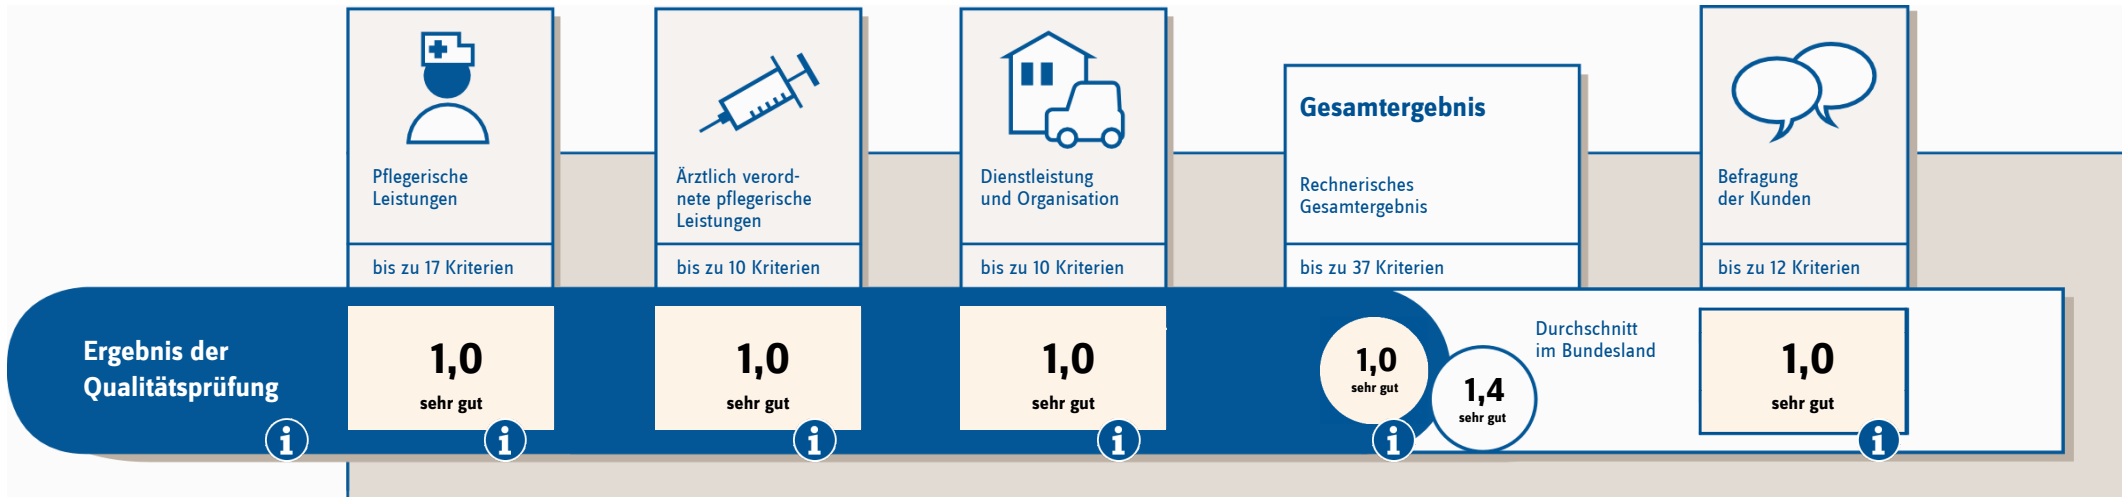 Pflegerische
Leistungen
bis zu 17 Kriterien
Ärztlich verord-
nete pflegerische
Leistungen
bis zu 10 Kriterien
Dienstleistung
und Organisation
bis zu 10 Kriterien
Gesamtergebnis
Rechnerisches
Gesamtergebnis
bis zu 37 Kriterien
Befragung
der Kunden
bis zu 12 Kriterien
Ergebnis der
Qualitätsprüfung
i
1,0
sehr gut
i
1,0
sehr gut
i
1,0
sehr gut
i
1,0
sehr gut
i
1,4
sehr gut
Durchschnitt
im Bundesland
1,0
sehr gut
i